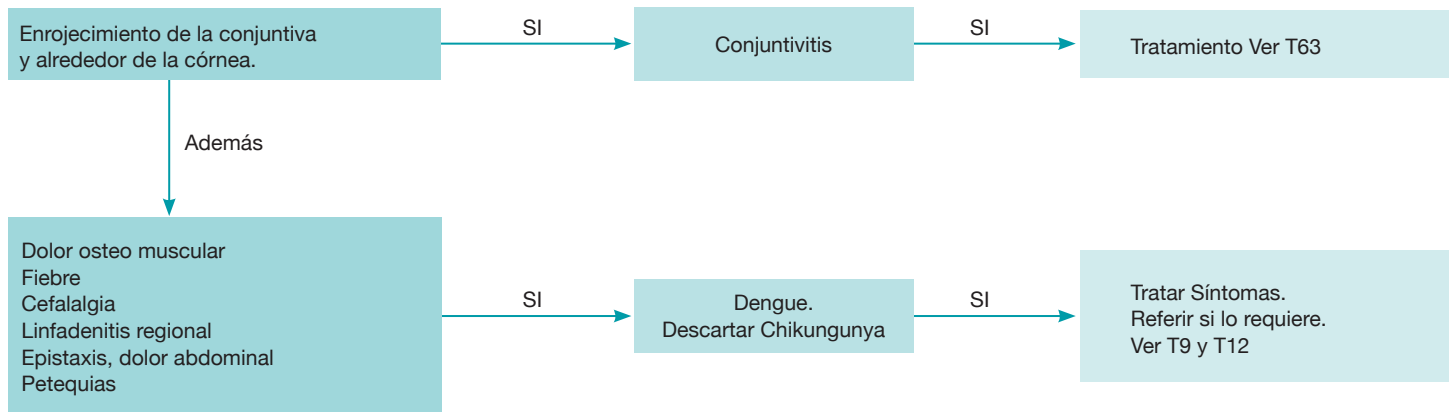 Enrojecimiento de la conjuntiva
y alrededor de la córnea.
SI
Conjuntivitis
SI
Tratamiento Ver T63
Además
Dolor osteo muscular
Fiebre
Cefalalgia
Linfadenitis regional
Epistaxis, dolor abdominal
Petequias
SI
Dengue.
Descartar Chikungunya
SI
Tratar Síntomas.
Referir si lo requiere.
Ver T9 y T12